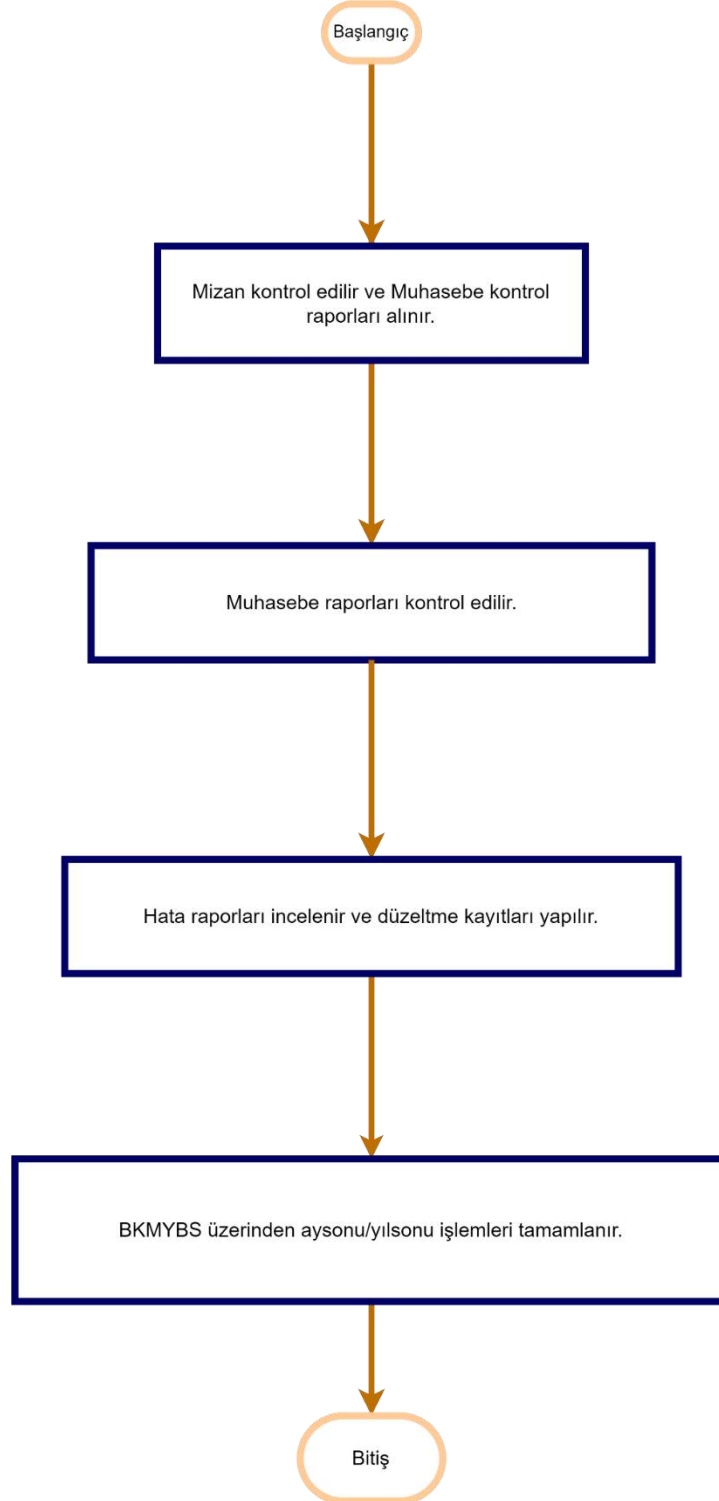 Başlangıç
Mizan kontrol edilir ve Muhasebe kontrol
raporları alınır.
Muhasebe raporları kontrol edilir.
Hata raporları incelenir ve düzeltme kayıtları yapılır.
BKMYBS üzerinden aysonu/yılsonu işlemleri tamamlanır.
Bitiş